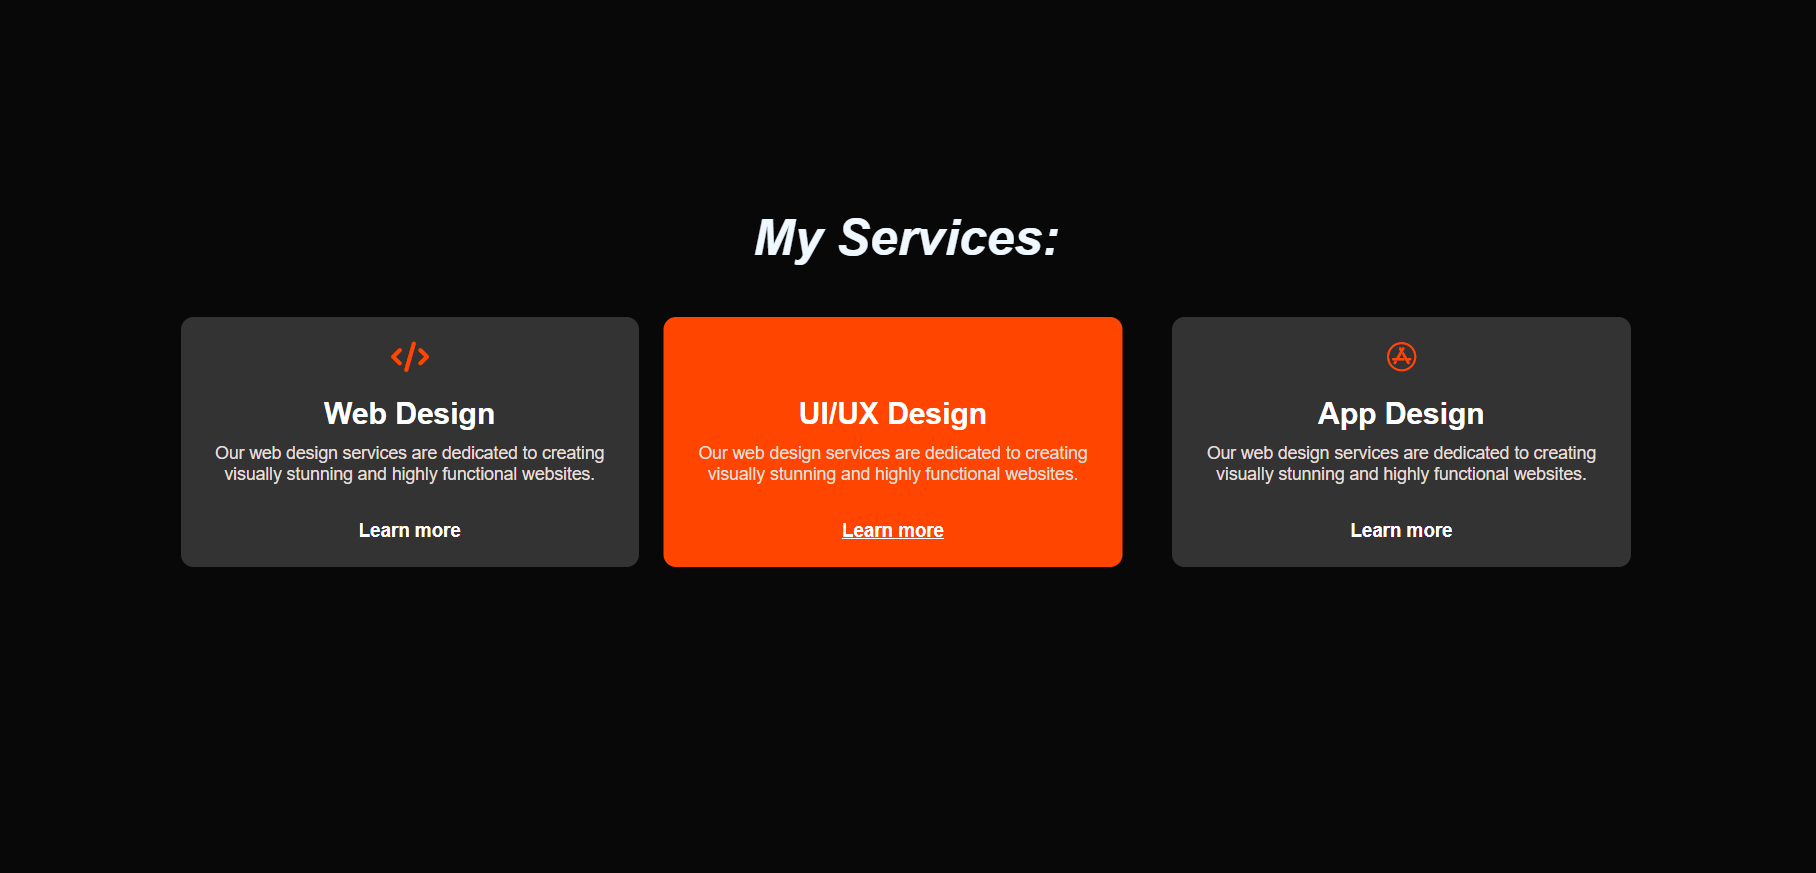 My Services:
Web Design
Our web design services are dedicated to creating
visually stunning and highly functional websites.
Learn more
UI/UX Design
Our web design services are dedicated to creating
visually stunning and highly functional websites.
Learn more
App Design
Our web design services are dedicated to creating
visually stunning and highly functional websites.
Learn more